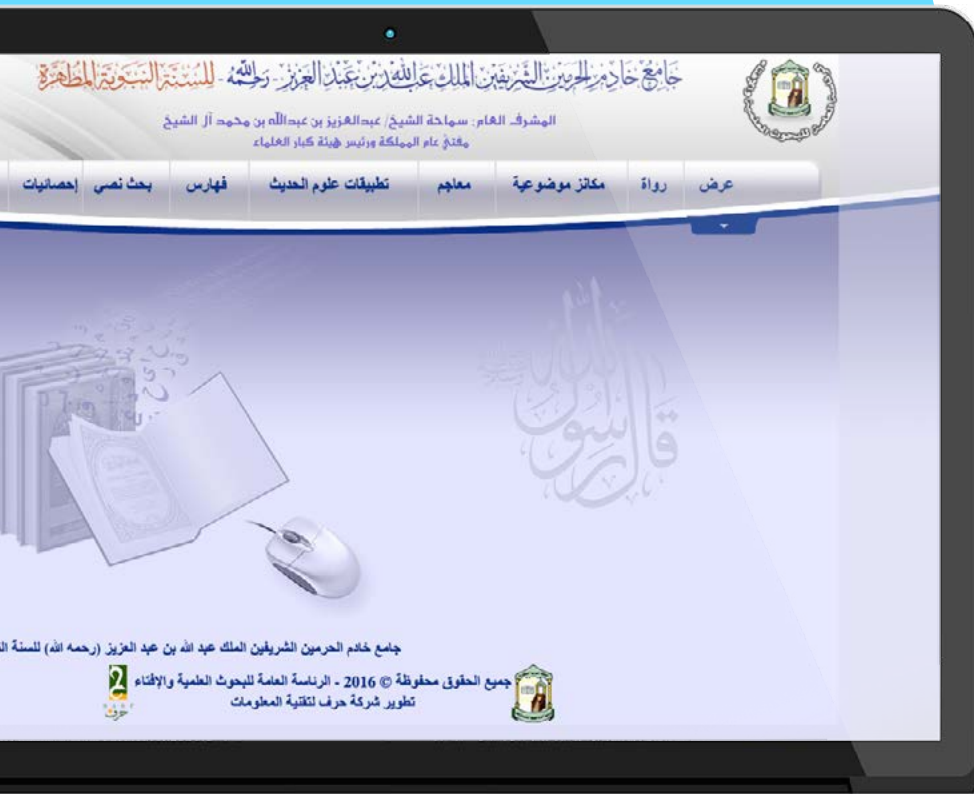 جامع خادم الحرمين الشريفين الملك عبدالله بن عبدالعزيز - رحمه الله - للسنة النبوية المطهرة
المشرف العام: سماحة الشيخ/ عبدالعزيز بن عبدالله بن محمد آل الشيخ
مفتي عام المملكة ورئيس هيئة كبار العلماء
عرض رواة مكانز موضوعية معاجم تطبيقات علوم الحديث فهارس بحث نصي إحصائيات
قال رسول الله
جامع خادم الحرمين الشريفين الملك عبد الله بن عبد العزيز (رحمه الله) للسنة
جميع الحقوق محفوظة © 2016 - الرئاسة العامة للبحوث العلمية والإفتاء
تطوير شركة حرف لتقنية المعلومات
حرف